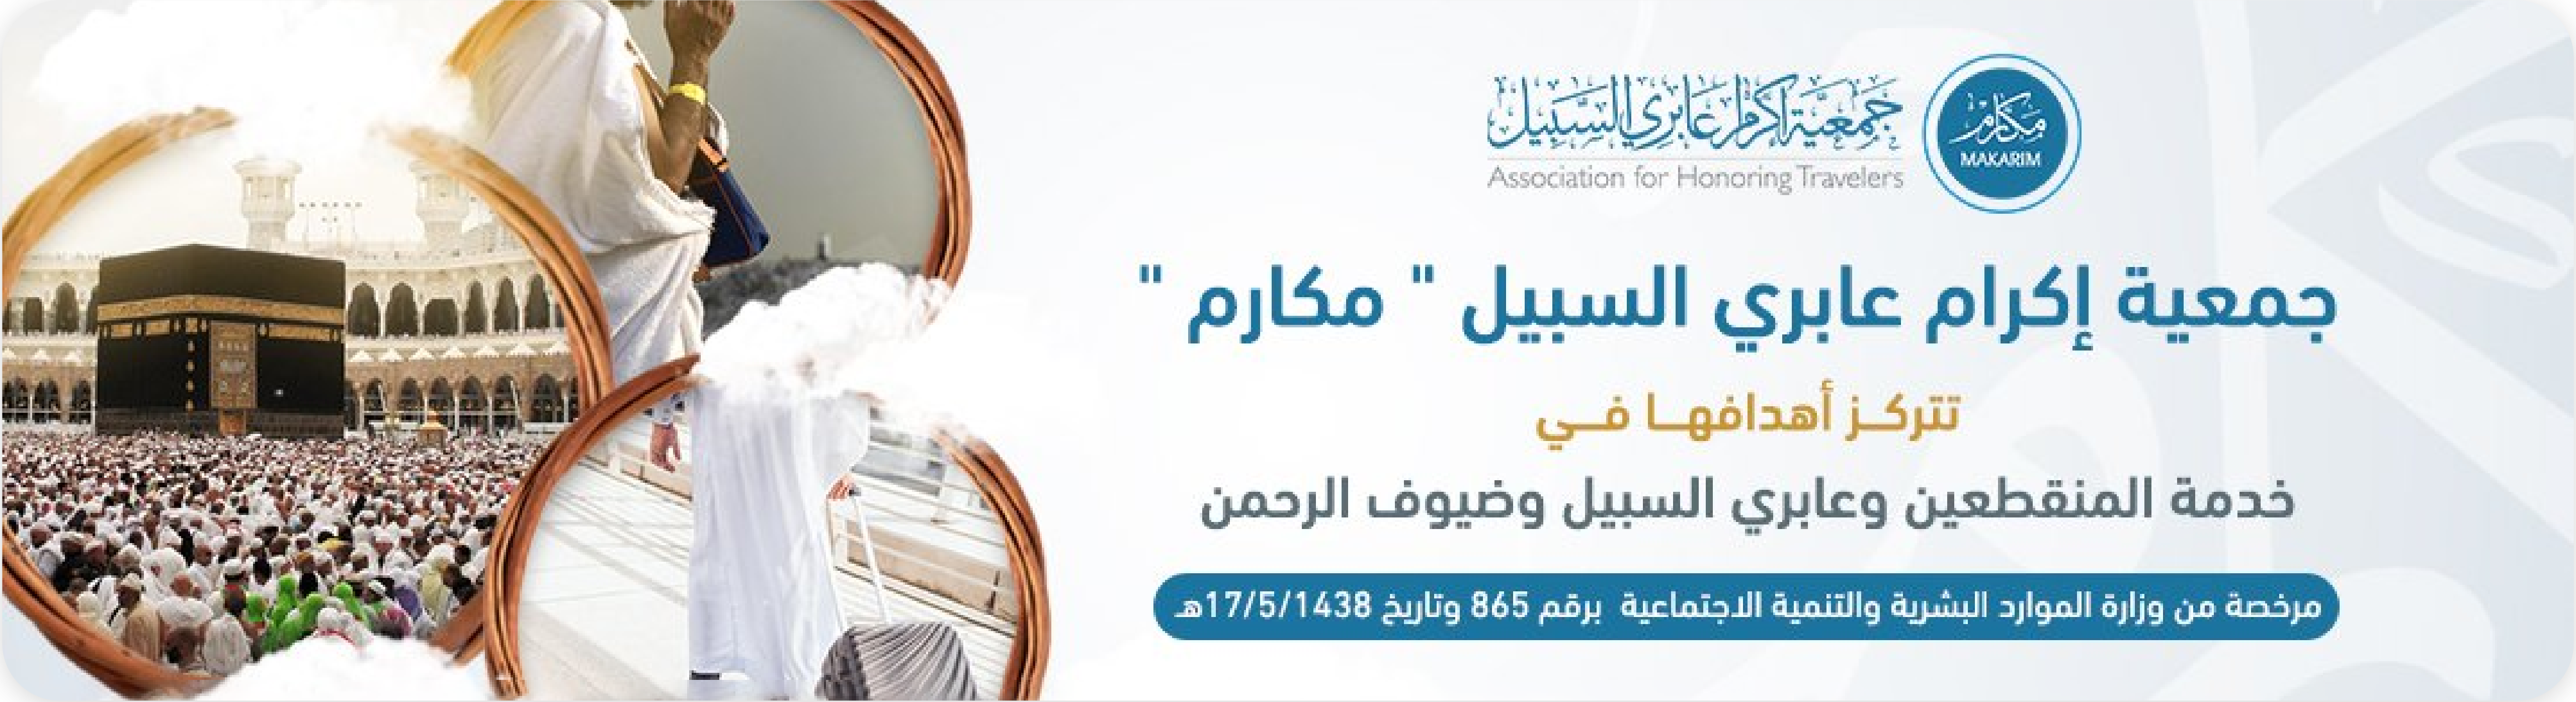 جمعية إكرام عابري السبيل
Association for Honoring Travelers
مكارم
MAKARIM
جمعية إكرام عابري السبيل " مكارم "
تتركـز أهدافهـا فـي
خدمة المنقطعين وعابري السبيل وضيوف الرحمن
مرخصة من وزارة الموارد البشرية والتنمية الاجتماعية برقم 865 وتاريخ 17/5/1438هـ